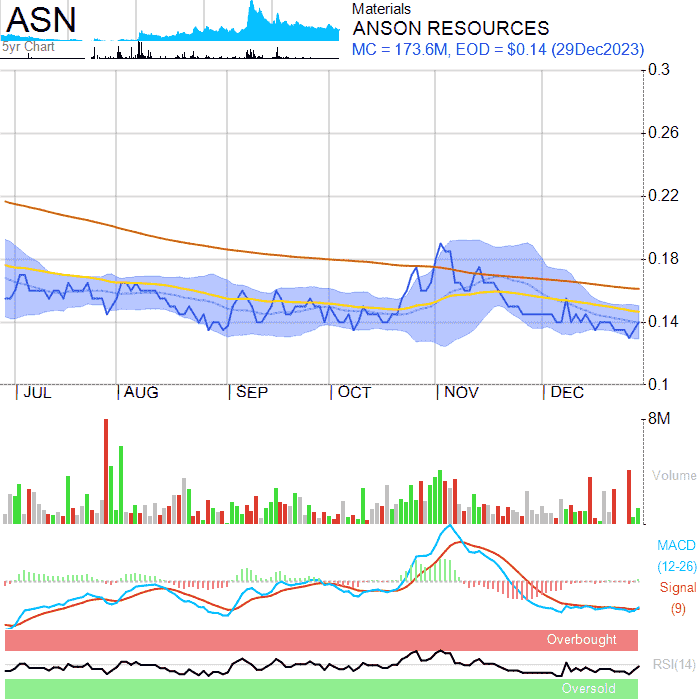 ASN
5yr Chart
Materials
ANSON RESOURCES
MC = 173.6M, EOD = $0.14 (29Dec2023)
0.3
0.26
0.22
0.18
0.14
0.1
JUL AUG SEP OCT NOV DEC
8M
Volume
MACD
(12-26)
Signal
(9)
Overbought
RSI(14)
Oversold